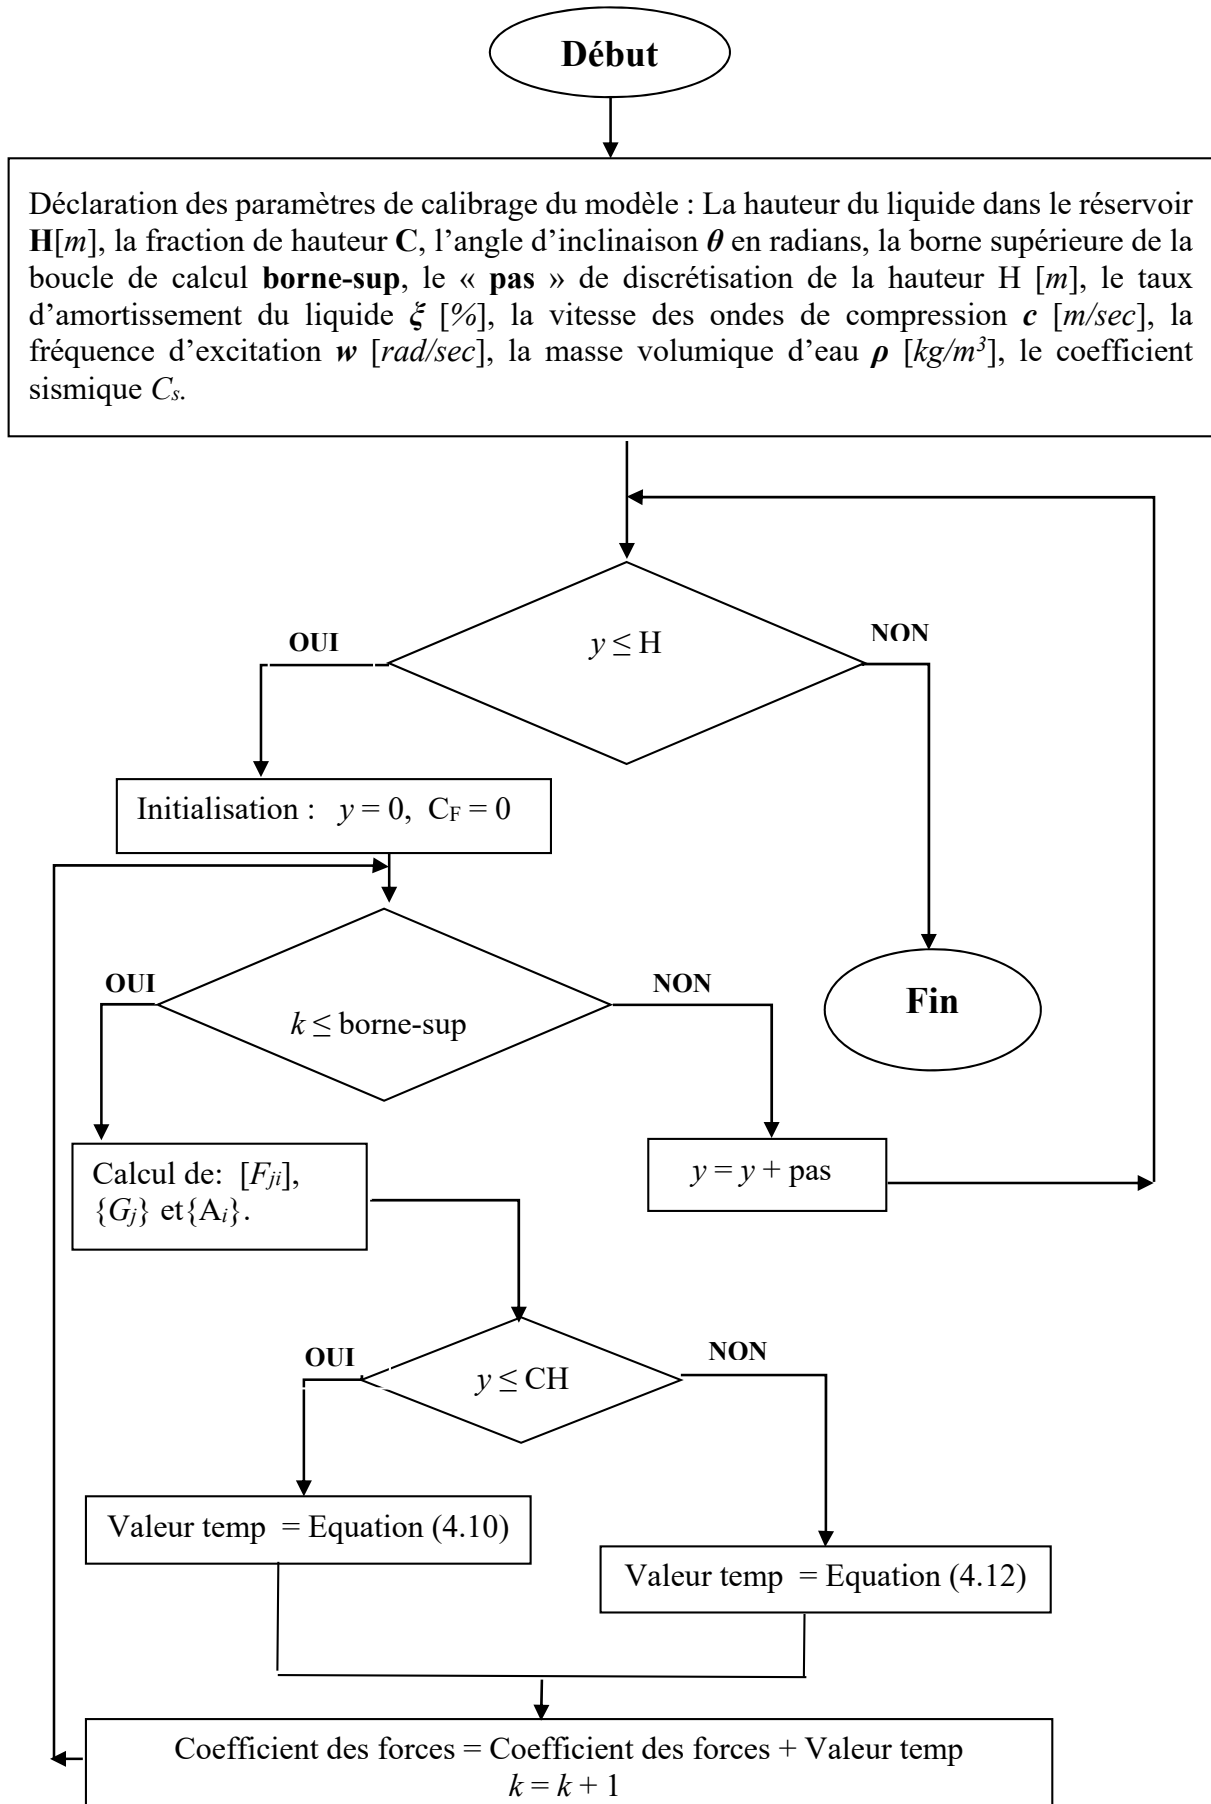 Début
Déclaration des paramètres de calibrage du modèle : La hauteur du liquide dans le réservoir
H[m], la fraction de hauteur C, l’angle d’inclinaison θ en radians, la borne supérieure de la
boucle de calcul borne-sup, le « pas » de discrétisation de la hauteur H [m], le taux
d’amortissement du liquide ξ [%], la vitesse des ondes de compression c [m/sec], la
fréquence d’excitation w [rad/sec], la masse volumique d’eau ρ [kg/m³], le coefficient
sismique Cs.
OUI
y ≤ H
NON
Initialisation : y = 0, CF = 0
OUI
k ≤ borne-sup
NON
Fin
Calcul de: [Fji],
{Gj} et{Ai}.
y = y + pas
OUI
y ≤ CH
NON
Valeur temp = Equation (4.10)
Valeur temp = Equation (4.12)
Coefficient des forces = Coefficient des forces + Valeur temp
k = k + 1